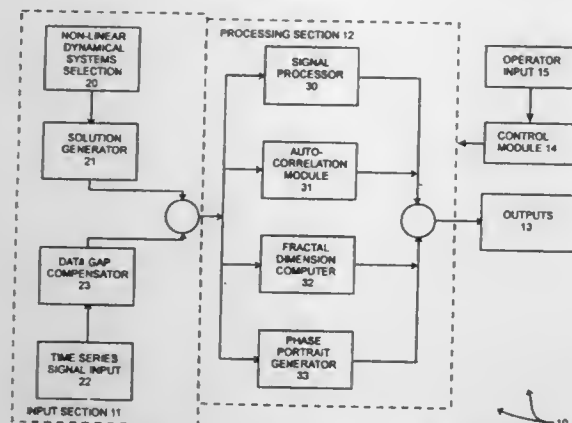 NON-LINEAR
DYNAMICAL
SYSTEMS
SELECTION
20
SOLUTION
GENERATOR
21
DATA GAP
COMPENSATOR
23
TIME SERIES
SIGNAL INPUT
22
INPUT SECTION 11
PROCESSING SECTION 12
SIGNAL
PROCESSOR
30
AUTO-
CORRELATION
MODULE
31
FRACTAL
DIMENSION
COMPUTER
32
PHASE
PORTRAIT
GENERATOR
33
OPERATOR
INPUT 15
CONTROL
MODULE 14
OUTPUTS
13
10